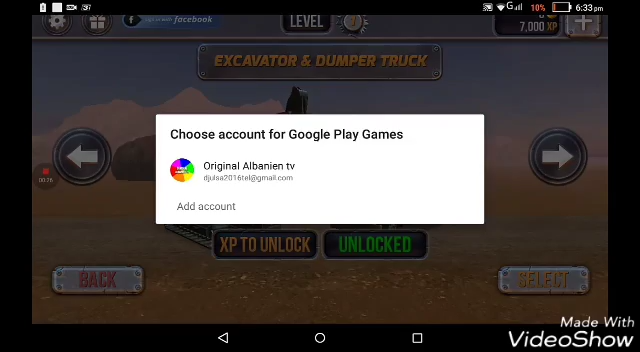 10%
6:33
pm
Sign in with facebook
LEVEL
7,000 XP
EXCAVATOR & DUMPER TRUCK
Choose account for Google Play Games
Original Albanien tv
djulsa2016tel@gmail.com
Add account
00:26
XP TO UNLOCK
UNLOCKED
BACK
SELECT
Made With
VideoShow